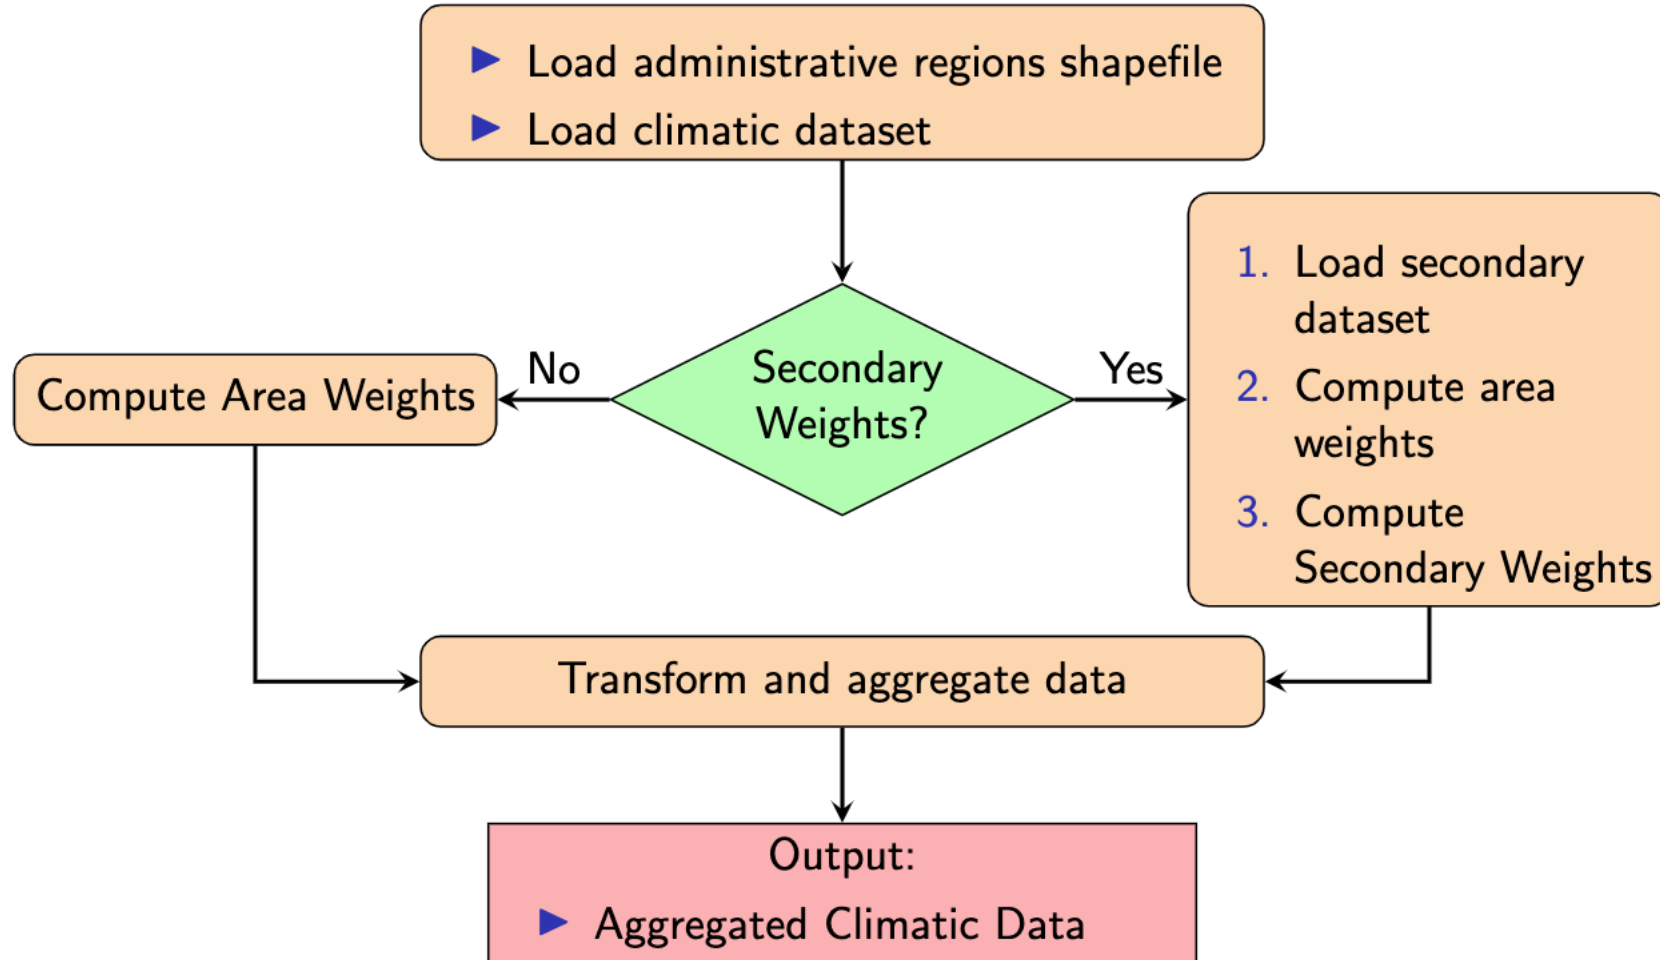 ▶ Load administrative regions shapefile
▶ Load climatic dataset
No
Secondary
Weights?
Yes
Compute Area Weights
1. Load secondary
dataset
2. Compute area
weights
3. Compute
Secondary Weights
Transform and aggregate data
Output:
▶ Aggregated Climatic Data